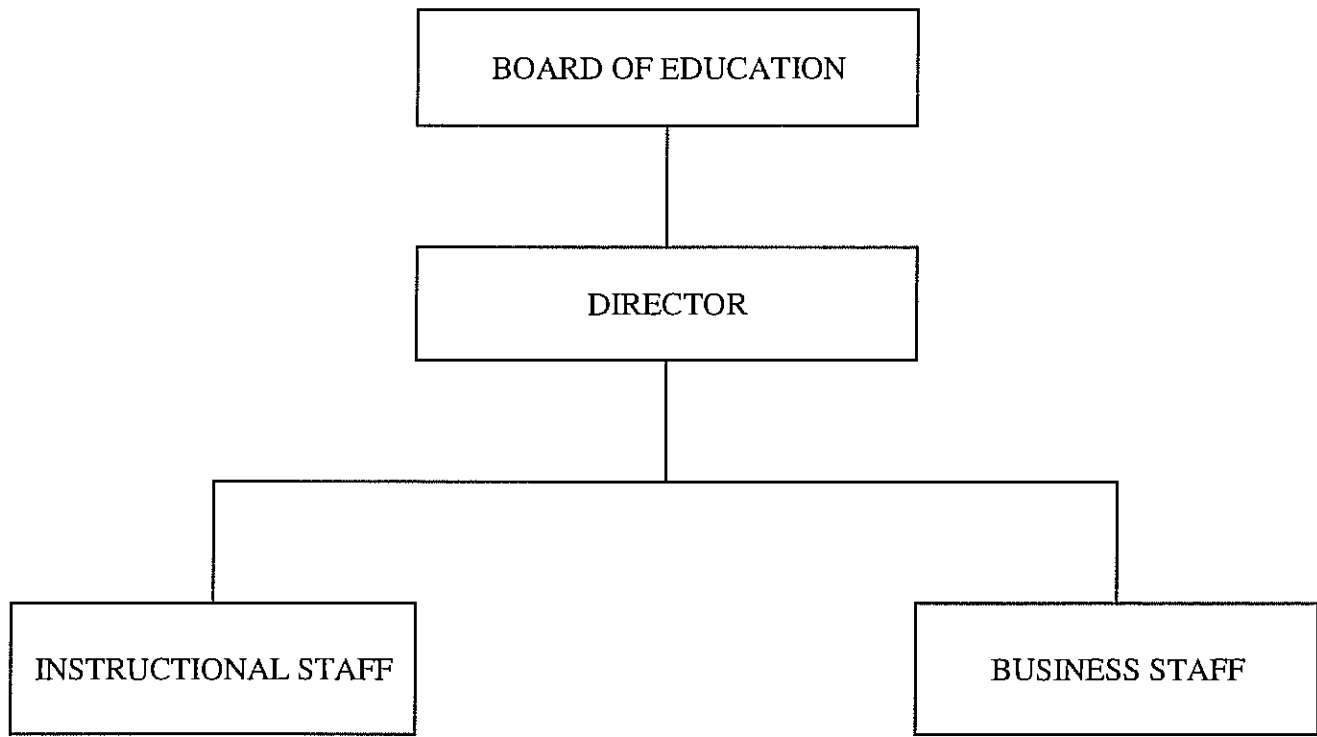 BOARD OF EDUCATION
DIRECTOR
INSTRUCTIONAL STAFF
BUSINESS STAFF